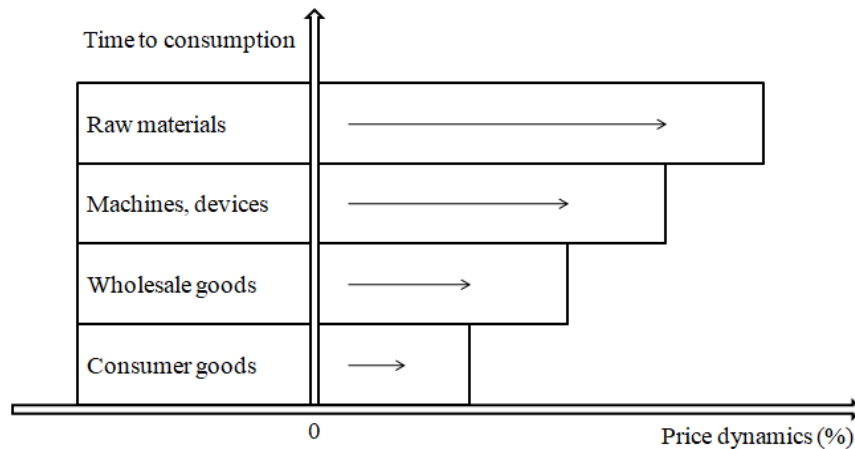 Time to consumption
Raw materials
Machines, devices
Wholesale goods
Consumer goods
0
Price dynamics (%)